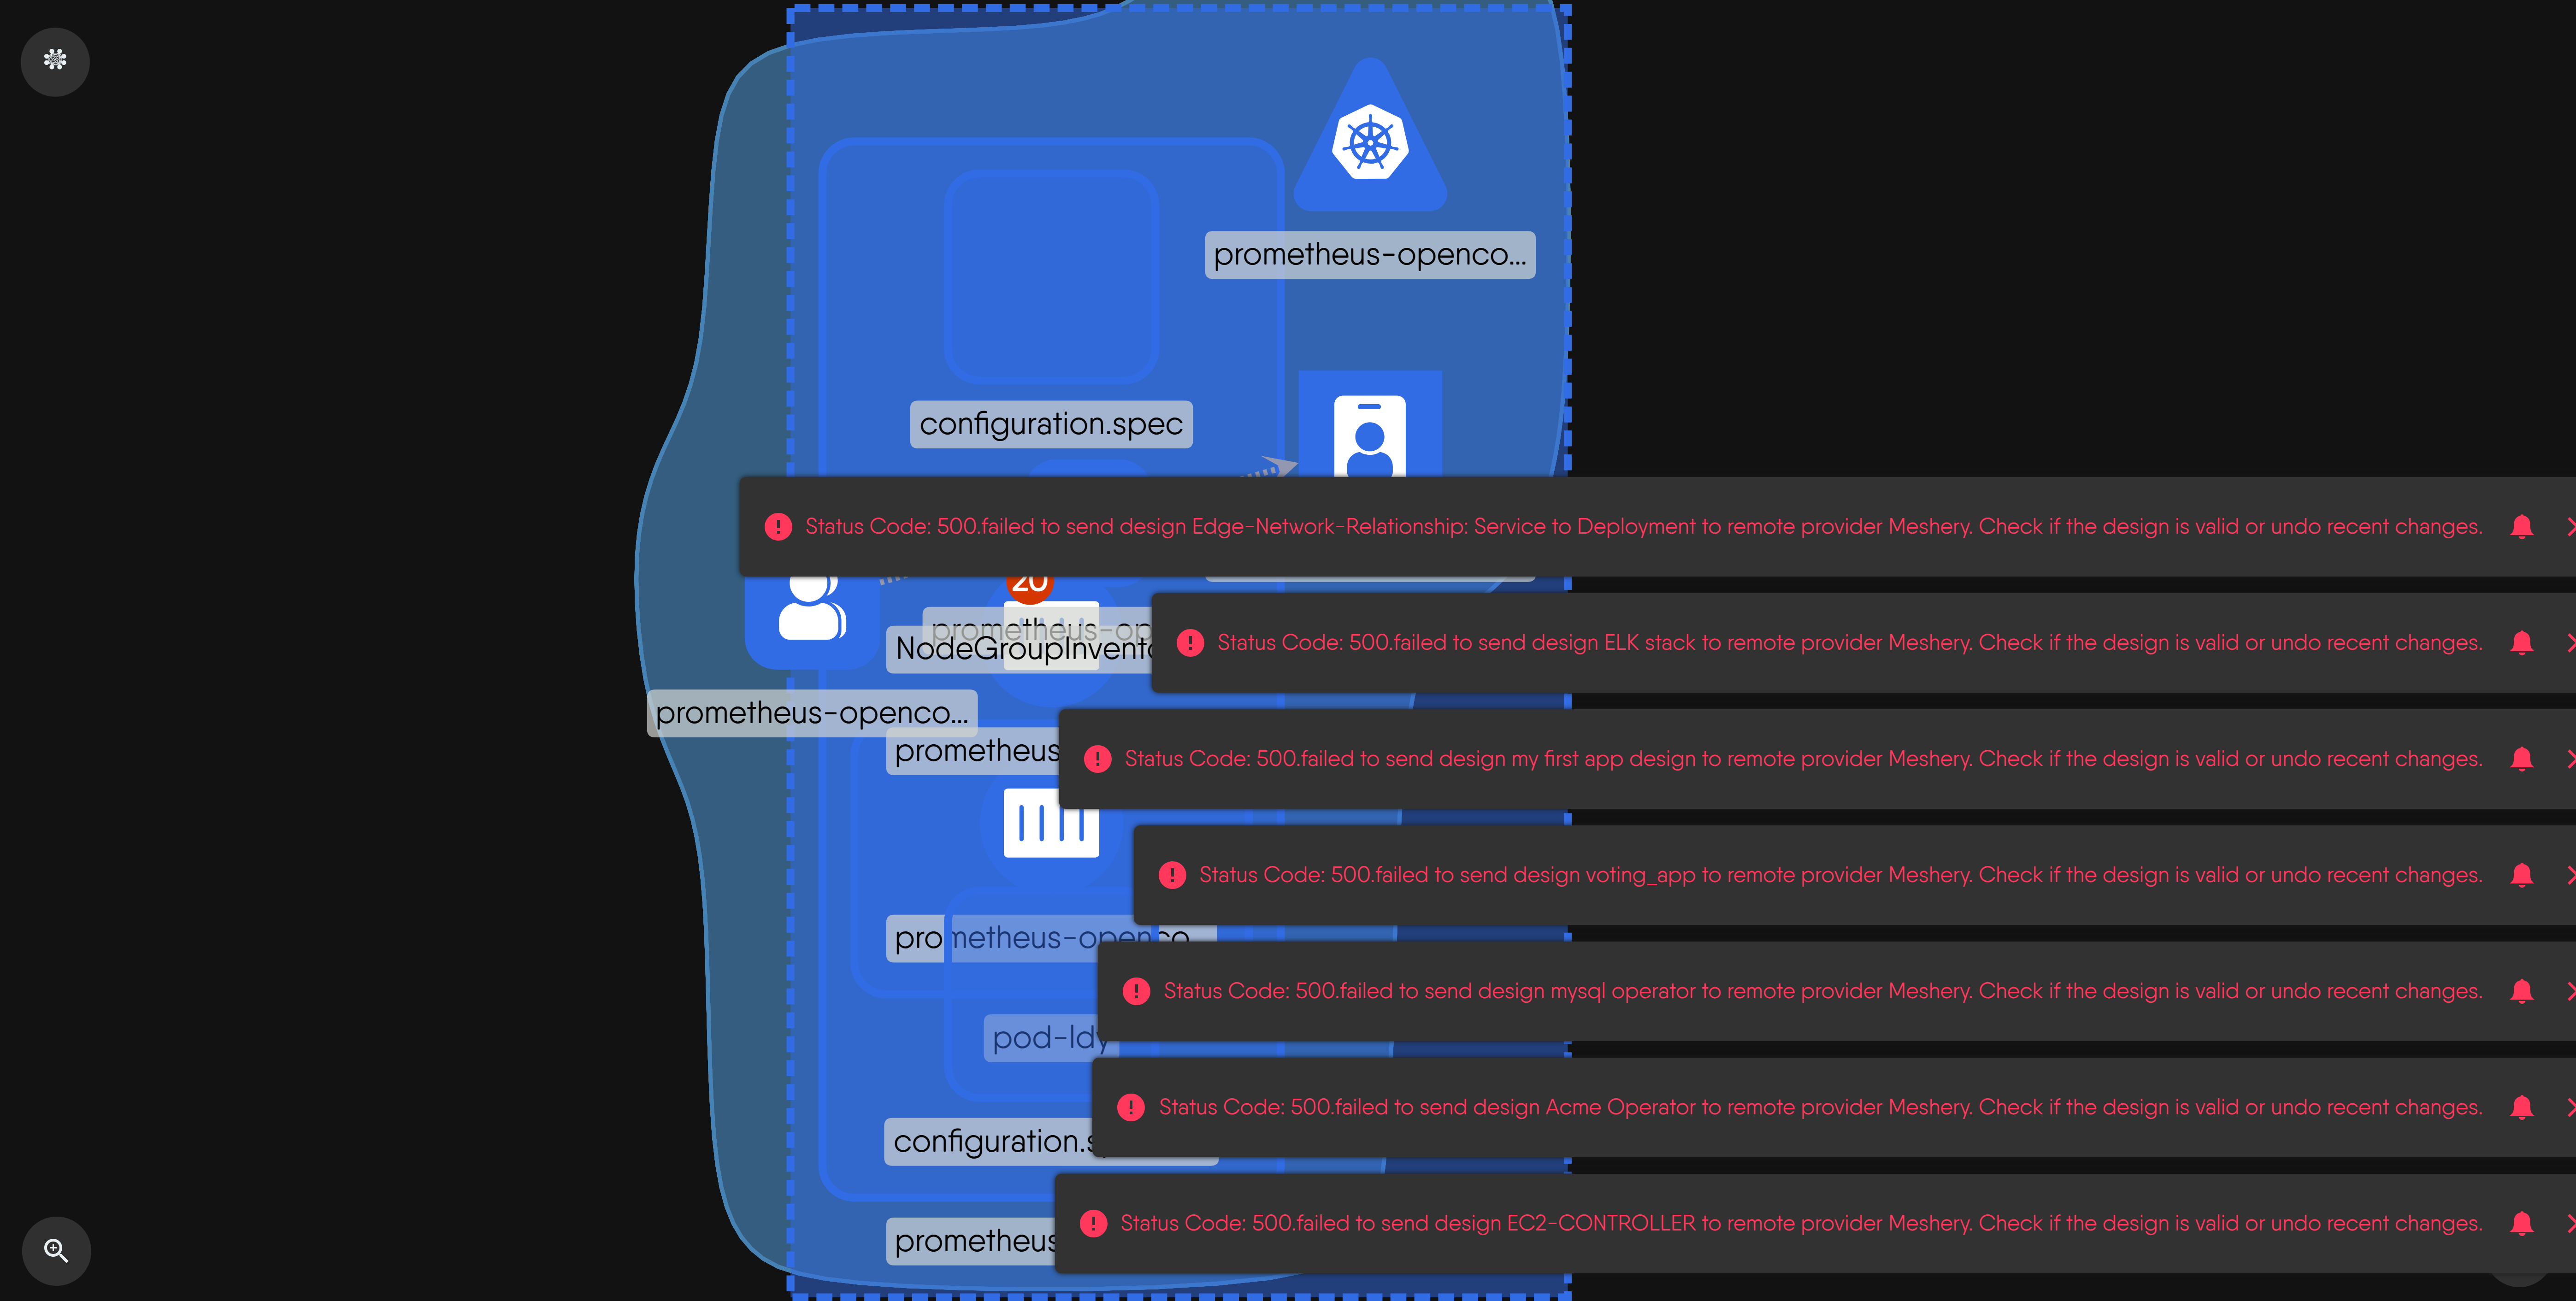 prometheus-openco...
configuration.spec
Status Code: 500.failed to send design Edge-Network-Relationship: Service to Deployment to remote provider Meshery. Check if the design is valid or undo recent changes.
20
prometheus-op
NodeGroupInvent
Status Code: 500.failed to send design ELK stack to remote provider Meshery. Check if the design is valid or undo recent changes.
prometheus-openco...
prometheus
Status Code: 500.failed to send design my first app design to remote provider Meshery. Check if the design is valid or undo recent changes.
Status Code: 500.failed to send design voting_app to remote provider Meshery. Check if the design is valid or undo recent changes.
prometheus-openco
Status Code: 500.failed to send design mysql operator to remote provider Meshery. Check if the design is valid or undo recent changes.
pod-ldy
Status Code: 500.failed to send design Acme Operator to remote provider Meshery. Check if the design is valid or undo recent changes.
configuration.s
Status Code: 500.failed to send design EC2-CONTROLLER to remote provider Meshery. Check if the design is valid or undo recent changes.
prometheus